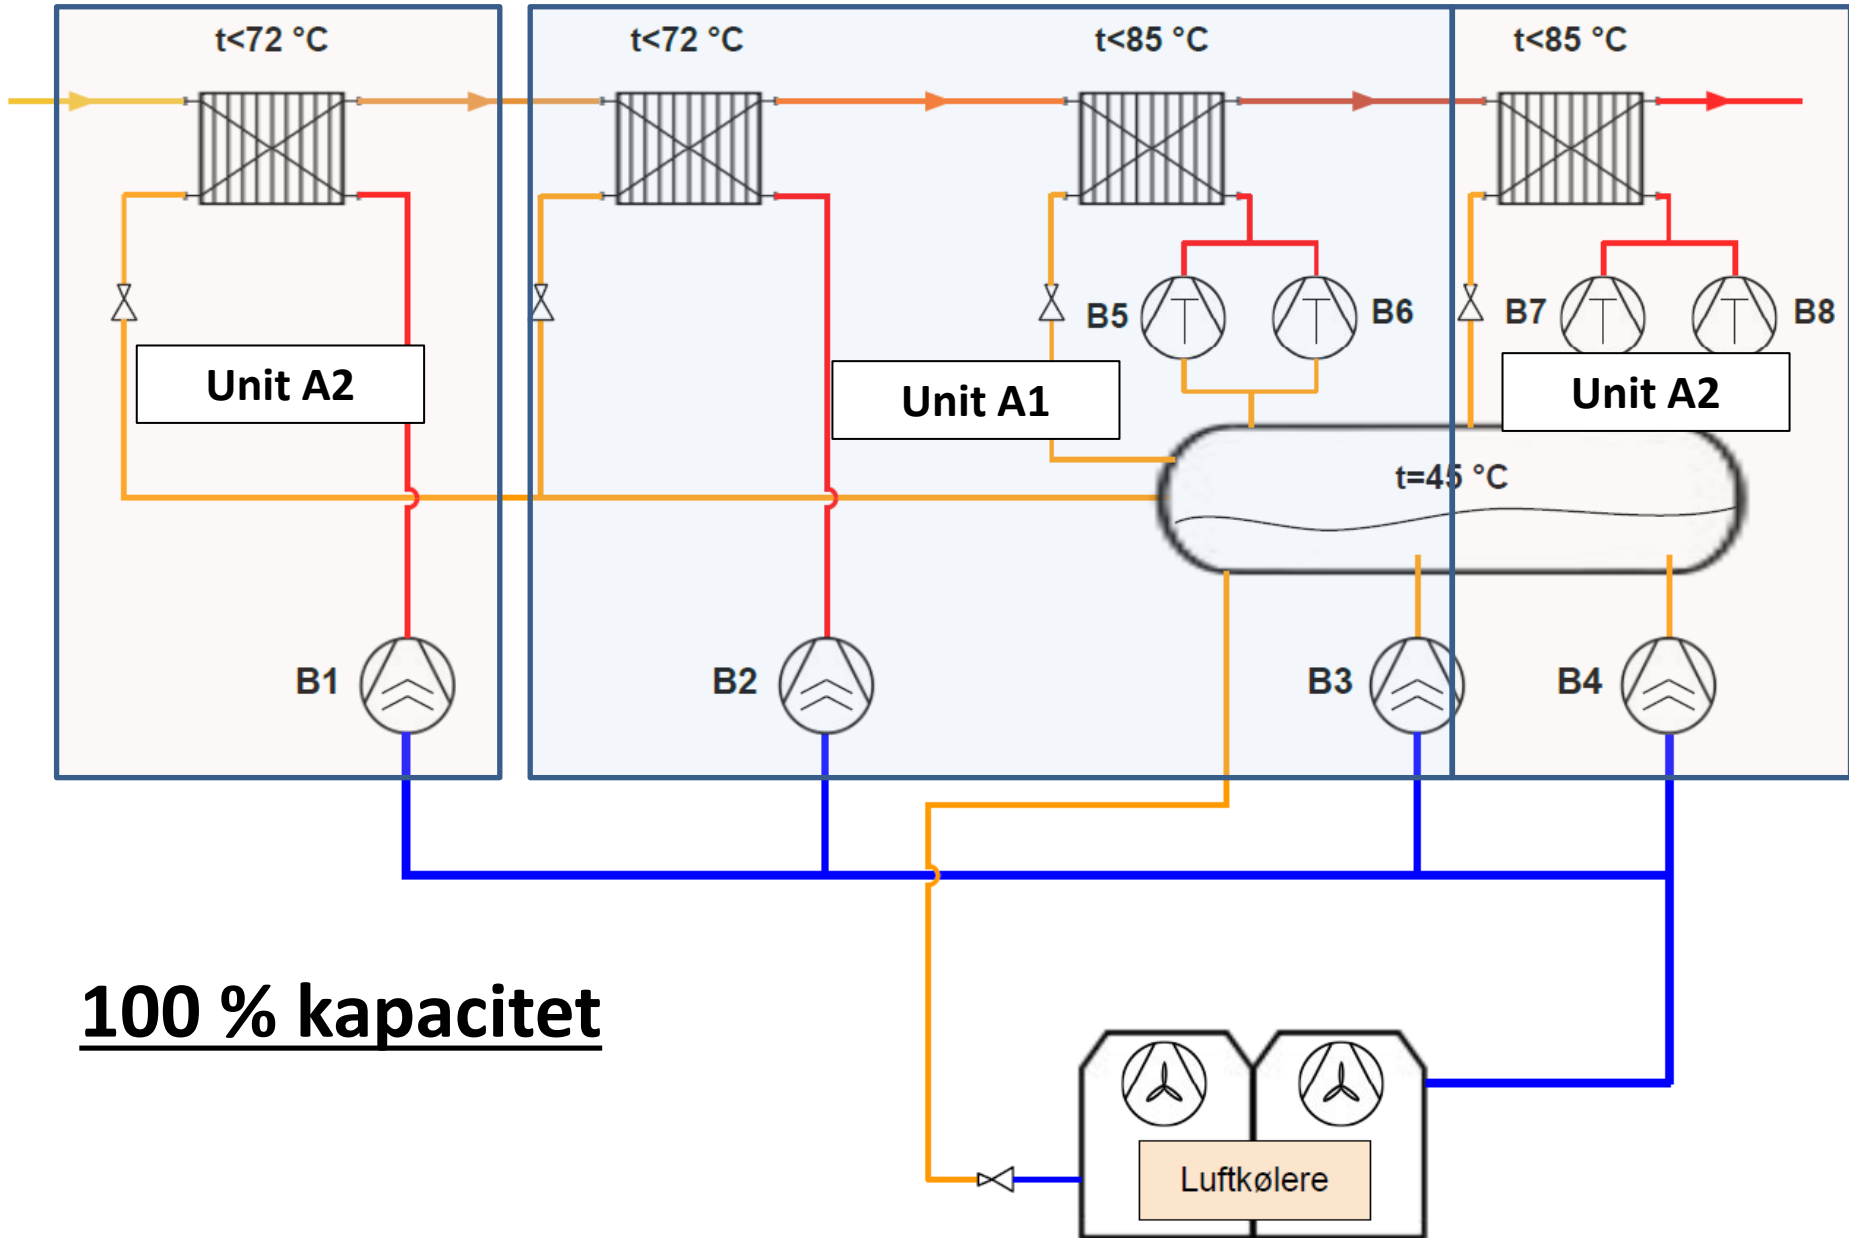 t<72 °C
t<72 °C
t<85 °C
t<85 °C
B5
B6
B7
B8
Unit A2
Unit A1
Unit A2
t=45 °C
B1
B2
B3
B4
100 % kapacitet
Luftkølere